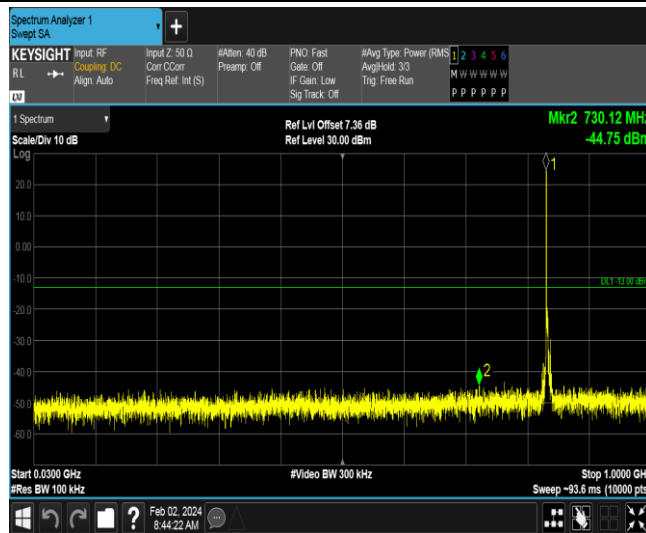 Spectrum Analyzer 1
Swept SA
+
KEYSIGHT
RL
LXI
Input: RF
Coupling: DC
Align: Auto
Input Z: 50 Ω
Corr CCorr
Freq Ref: Int (S)
#Atten: 40 dB
Preamp: Off
PNO: Fast
Gate: Off
IF Gain: Low
Sig Track: Off
#Avg Type: Power (RMS
Avg|Hold: 3/3
Trig: Free Run
1 2 3 4 5 6
M W W W W W
P P P P P P
1 Spectrum
Scale/Div 10 dB
Log
Ref Lvl Offset 7.36 dB
Ref Level 30.00 dBm
Mkr2 730.12 MHz
-44.75 dBm
1
20.0
10.0
0.00
-10.0
DL1 -13.00 dBm
-20.0
-30.0
-40.0
2
-50.0
-60.0
Start 0.0300 GHz
#Res BW 100 kHz
#Video BW 300 kHz
Stop 1.0000 GH
Sweep ~93.6 ms (10000 pts
?
Feb 02, 2024
8:44:22 AM